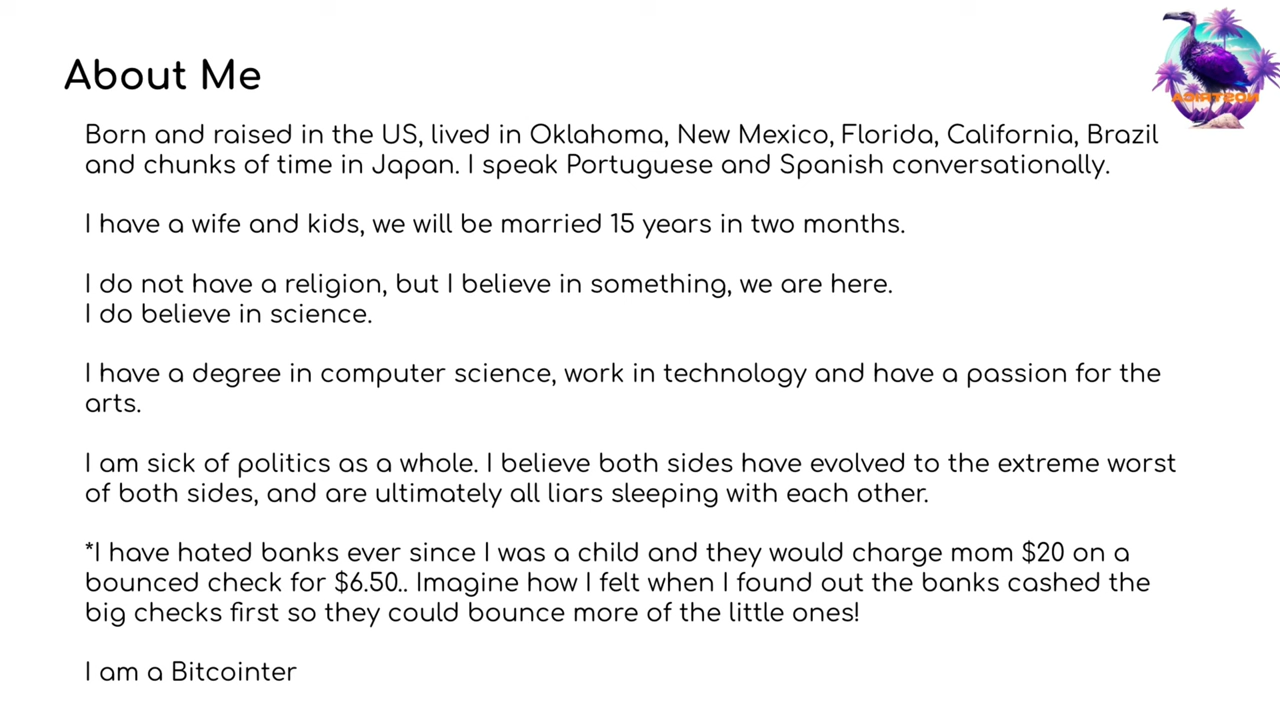 About Me
Born and raised in the US, lived in Oklahoma, New Mexico, Florida, California, Brazil
and chunks of time in Japan. I speak Portuguese and Spanish conversationally.
I have a wife and kids, we will be married 15 years in two months.
I do not have a religion, but I believe in something, we are here.
I do believe in science.
I have a degree in computer science, work in technology and have a passion for the
arts.
I am sick of politics as a whole. I believe both sides have evolved to the extreme worst
of both sides, and are ultimately all liars sleeping with each other.
*I have hated banks ever since I was a child and they would charge mom $20 on a
bounced check for $6.50.. Imagine how I felt when I found out the banks cashed the
big checks first so they could bounce more of the little ones!
I am a Bitcointer